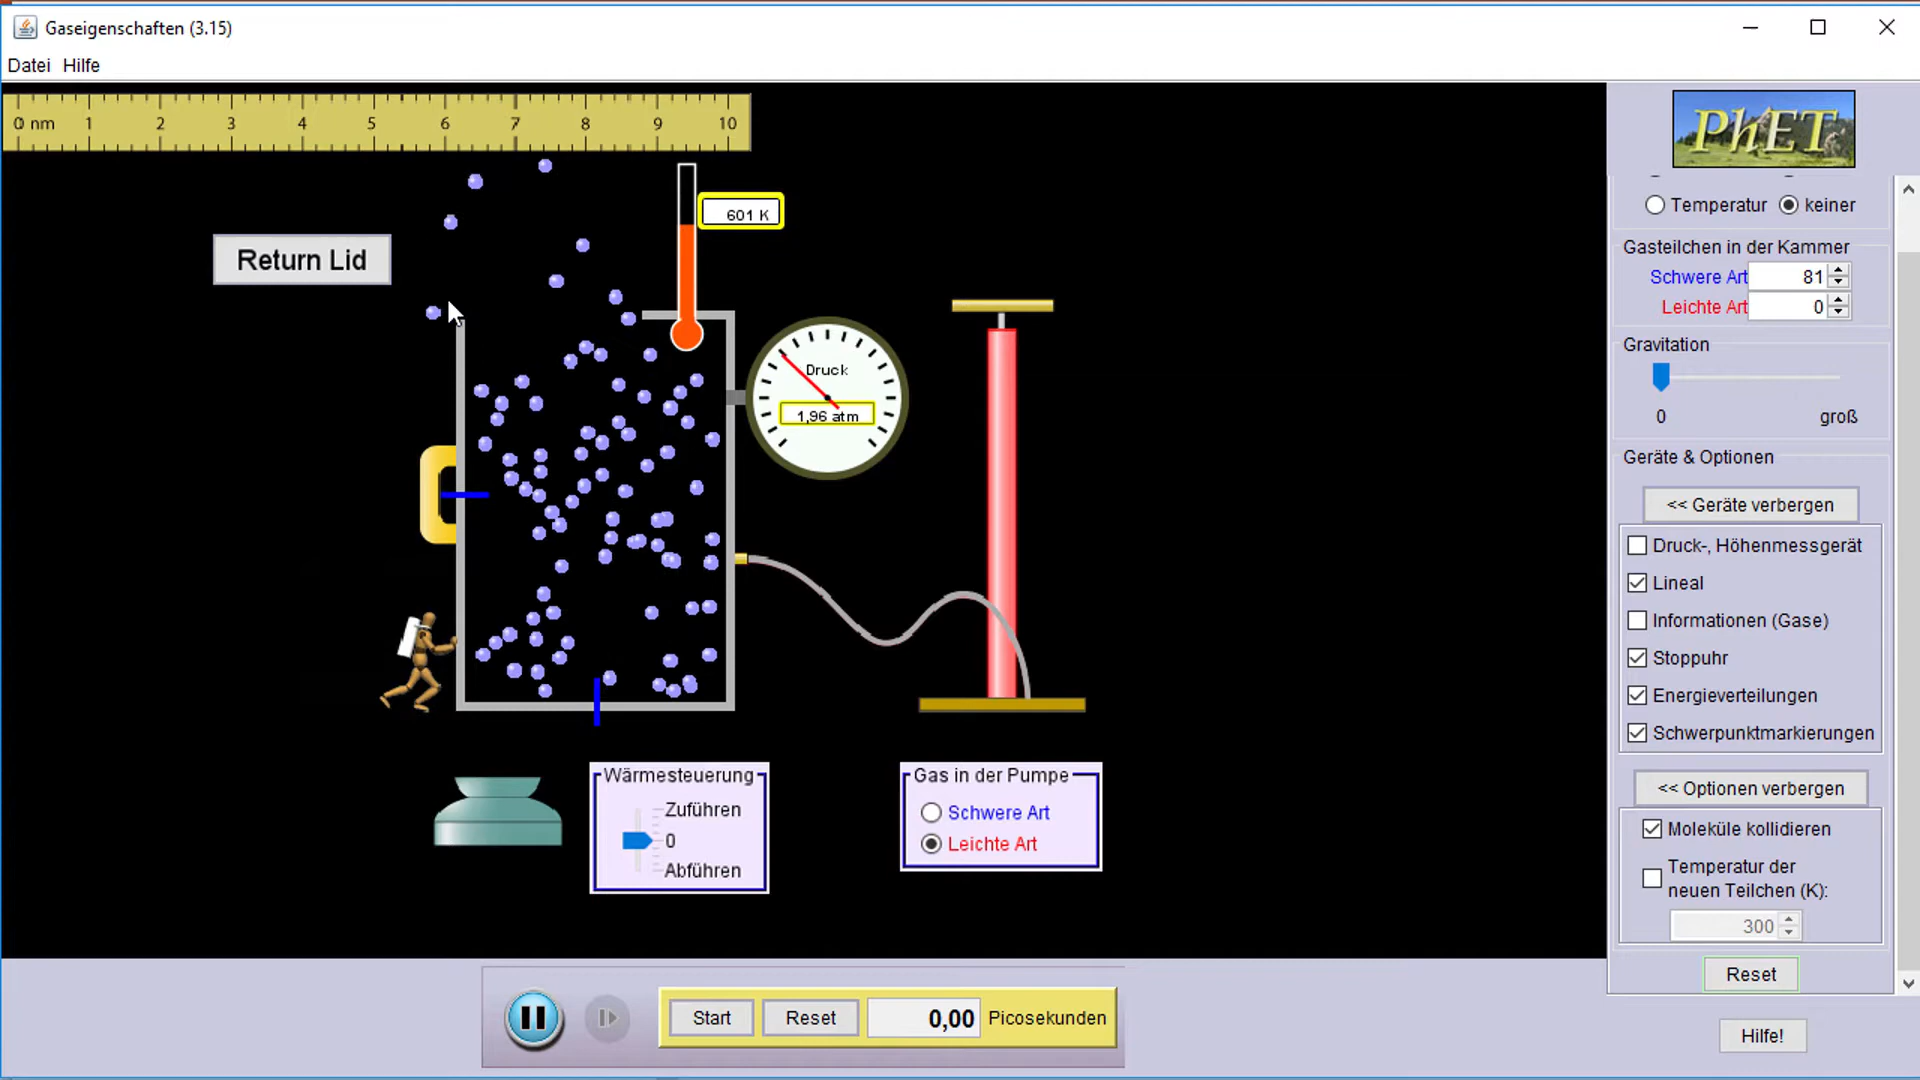 Gaseigenschaften (3.15)
Datei Hilfe
0 nm 1 2 3 4 5 6 7 8 9 10
PhET
601 K
Temperatur keiner
Return Lid
Gasteilchen in der Kammer
Schwere Art 81
Leichte Art 0
Druck
1,96 atm
Gravitation
0 groß
Geräte & Optionen
<< Geräte verbergen
Druck-, Höhenmessgerät
Lineal
Informationen (Gase)
Stoppuhr
Energieverteilungen
Schwerpunktmarkierungen
Wärmesteuerung
Zuführen
0
Abführen
Gas in der Pumpe
Schwere Art
Leichte Art
<< Optionen verbergen
Moleküle kollidieren
Temperatur der
neuen Teilchen (K):
300
Reset
Start Reset 0,00 Picosekunden
Hilfe!